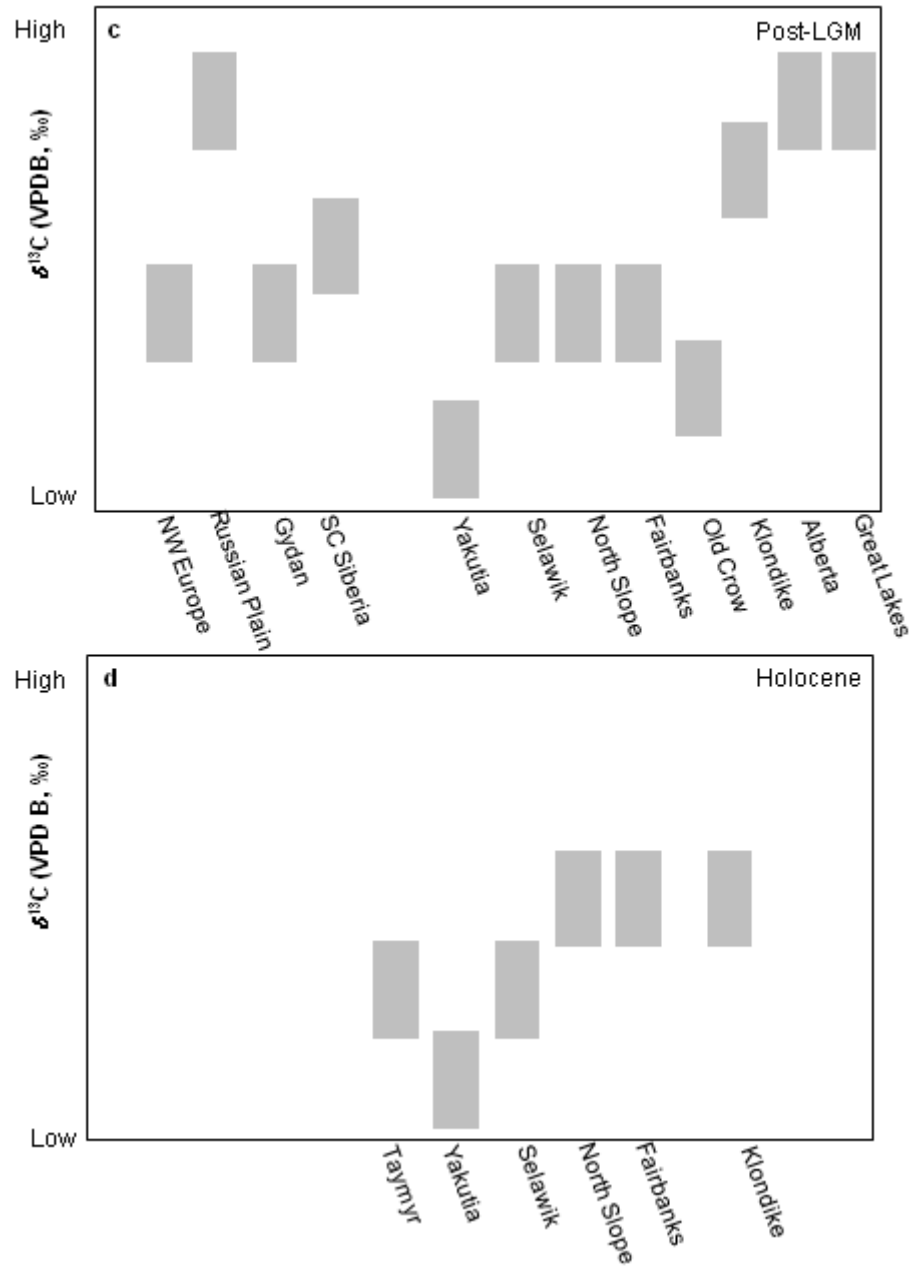 High
c
Post-LGM
δ¹³C (VPDB, ‰)
Low
NW Europe
Russian Plain
Gydan
SC Siberia
Yakutia
Selawik
North Slope
Fairbanks
Old Crow
Klondike
Alberta
Great Lakes
High
d
Holocene
δ¹³C (VPD B, ‰)
Low
Taymyr
Yakutia
Selawik
North Slope
Fairbanks
Klondike